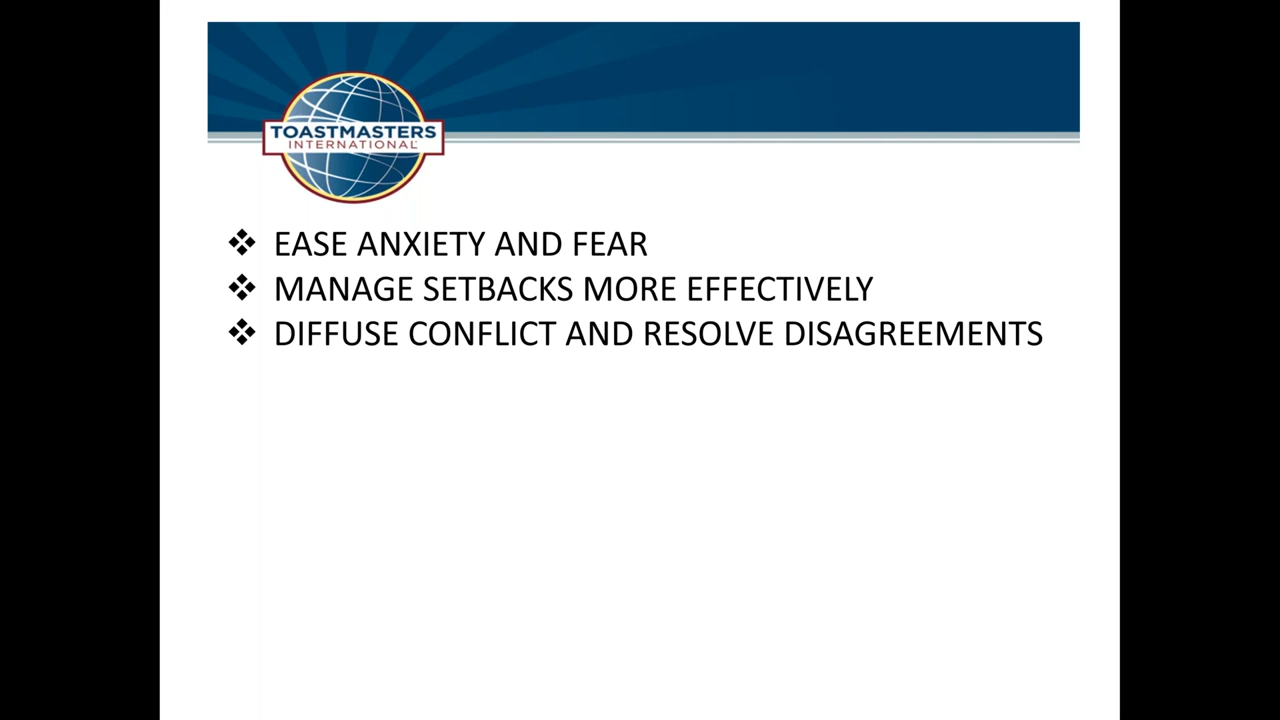 TOASTMASTERS
INTERNATIONAL
❖ EASE ANXIETY AND FEAR
❖ MANAGE SETBACKS MORE EFFECTIVELY
❖ DIFFUSE CONFLICT AND RESOLVE DISAGREEMENTS